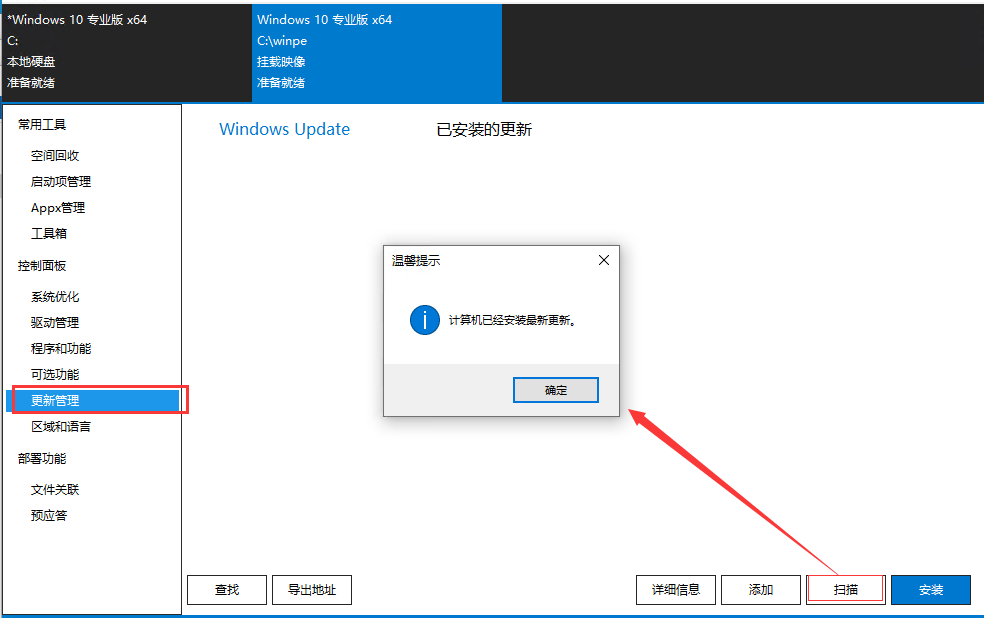 *Windows 10 专业版 x64
C:
本地硬盘
准备就绪
Windows 10 专业版 x64
C:\winpe
挂载映像
准备就绪
常用工具
空间回收
启动项管理
Appx管理
工具箱
控制面板
系统优化
驱动管理
程序和功能
可选功能
更新管理
区域和语言
部署功能
文件关联
预应答
Windows Update
已安装的更新
温馨提示
计算机已经安装最新更新。
确定
查找
导出地址
详细信息
添加
扫描
安装